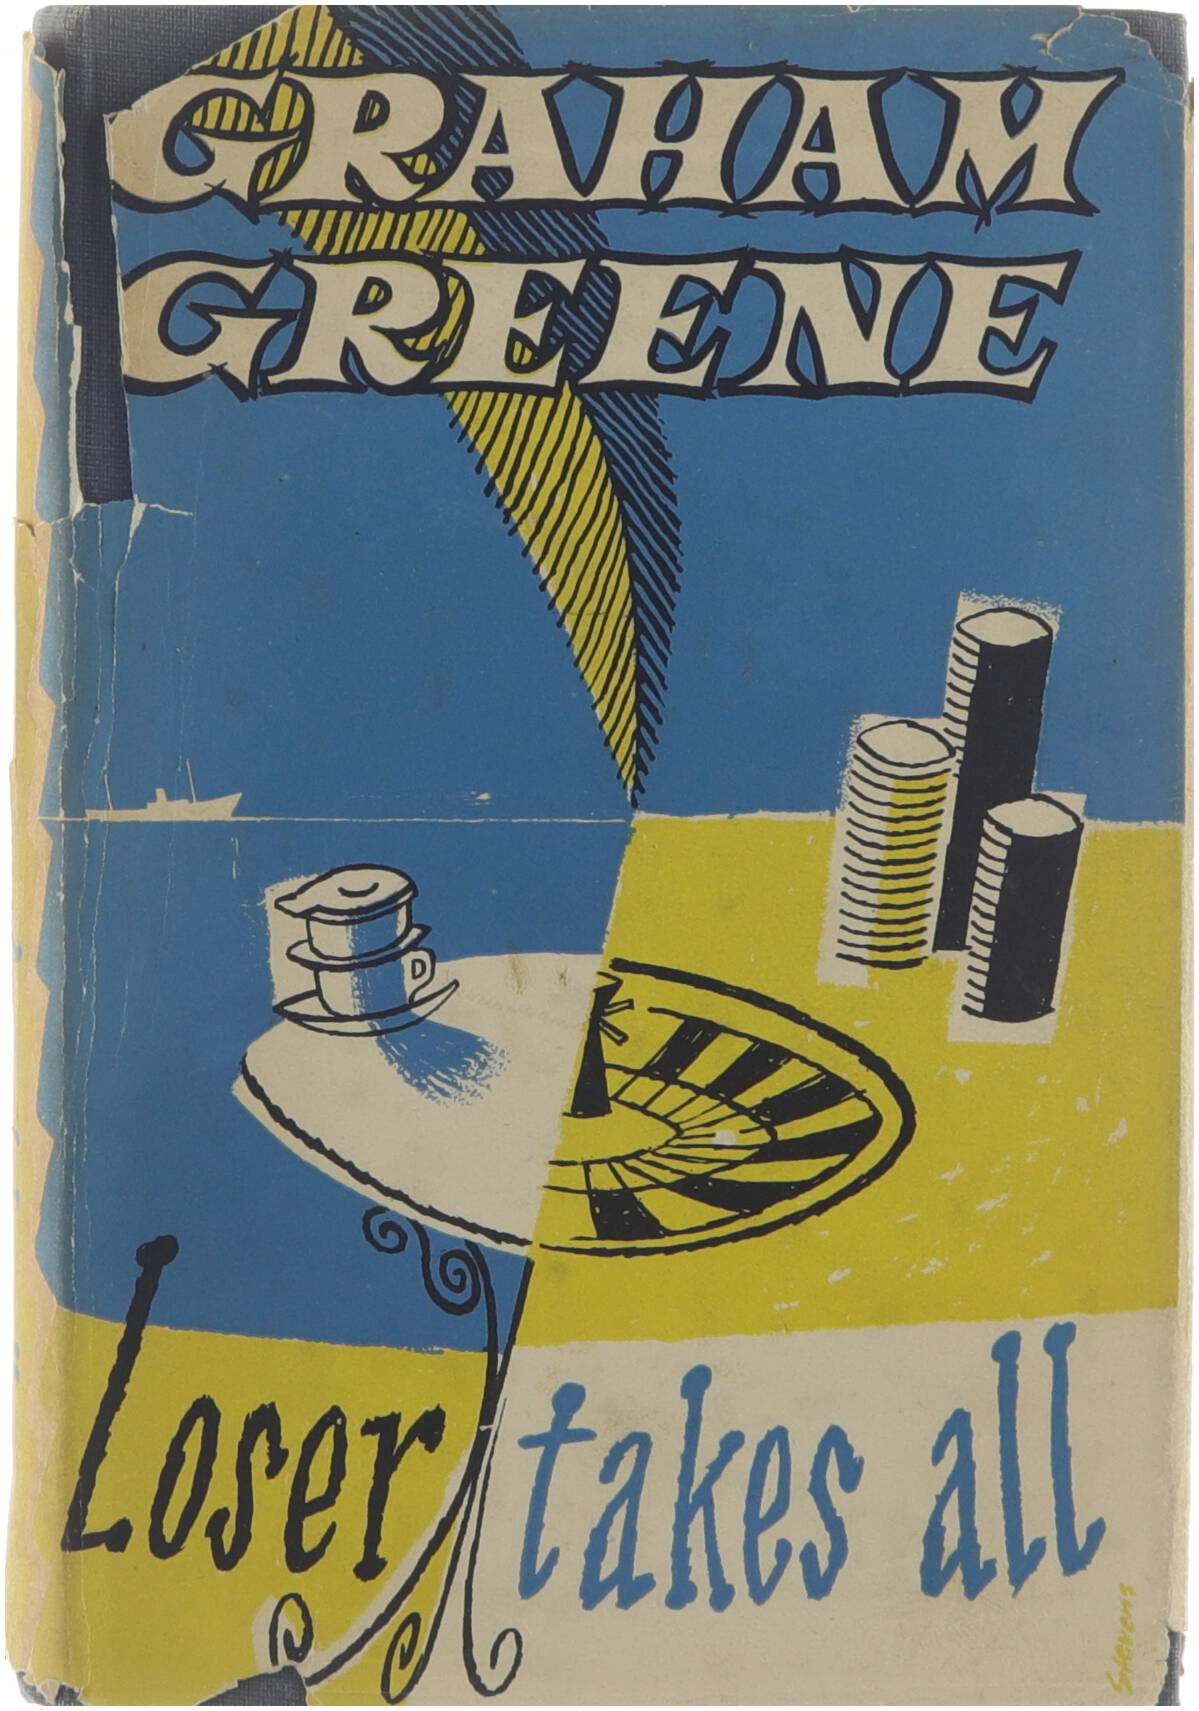 GRAHAM
GREENE
Loser takes all
Stevens